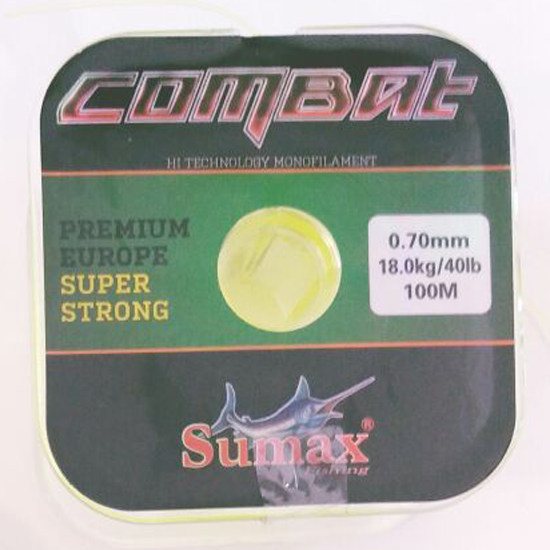 COMBAT
HI TECHNOLOGY MONOFILAMENT
PREMIUM
EUROPE
SUPER
STRONG
0.70mm
18.0kg/40lb
100M
Sumax®
Fishing